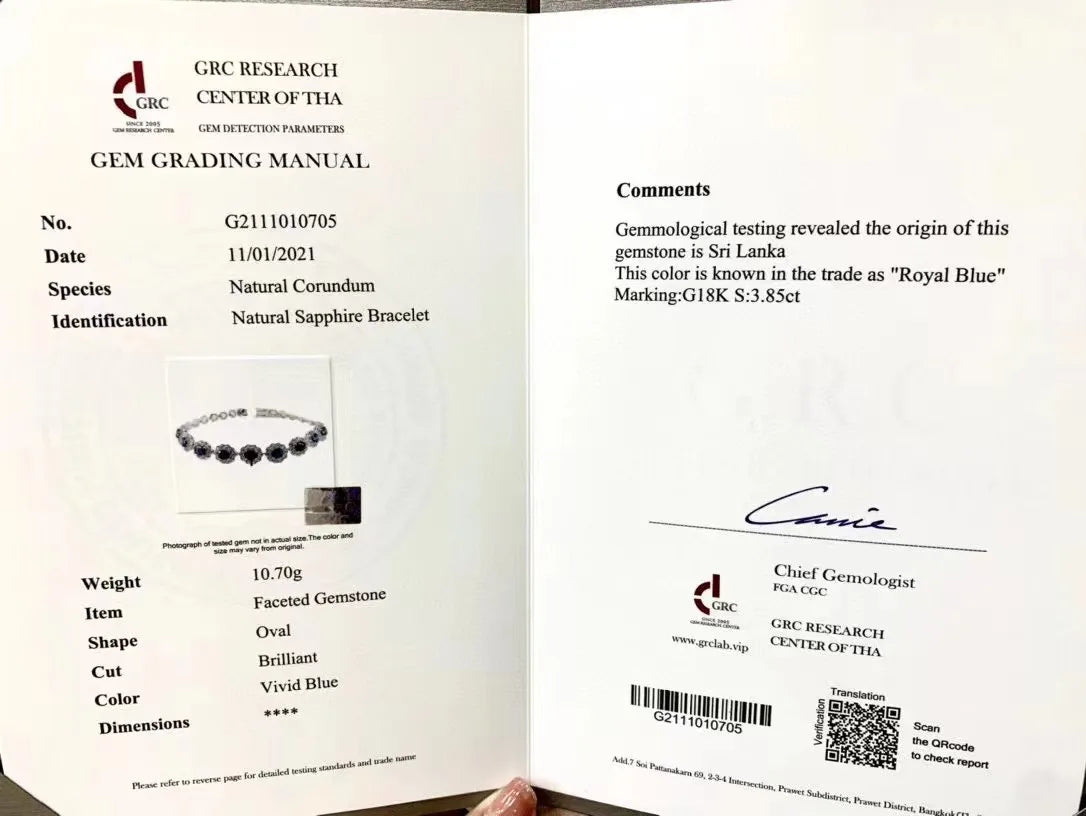 GRC RESEARCH
CENTER OF THA
GRC
SINCE 2005
GEM RESEARCH CENTER
GEM DETECTION PARAMETERS
GEM GRADING MANUAL
No. G2111010705
Date 11/01/2021
Species Natural Corundum
Identification Natural Sapphire Bracelet
Photograph of tested gem not in actual size.The color and
size may vary from original.
Weight 10.70g
Item Faceted Gemstone
Shape Oval
Cut Brilliant
Color Vivid Blue
Dimensions ****
Please refer to reverse page for detailed testing standards and trade name
Comments
Gemmological testing revealed the origin of this
gemstone is Sri Lanka
This color is known in the trade as "Royal Blue"
Marking:G18K S:3.85ct
Canie
Chief Gemologist
FGA CGC
GRC
SINCE 2005
GEM RESEARCH CENTER
www.grclab.vip
GRC RESEARCH
CENTER OF THA
G2111010705
Translation
Verification
Scan
the QRcode
to check report
Add.7 Soi Pattanakarn 69, 2-3-4 Intersection, Prawet Subdistrict, Prawet District, Bangkok